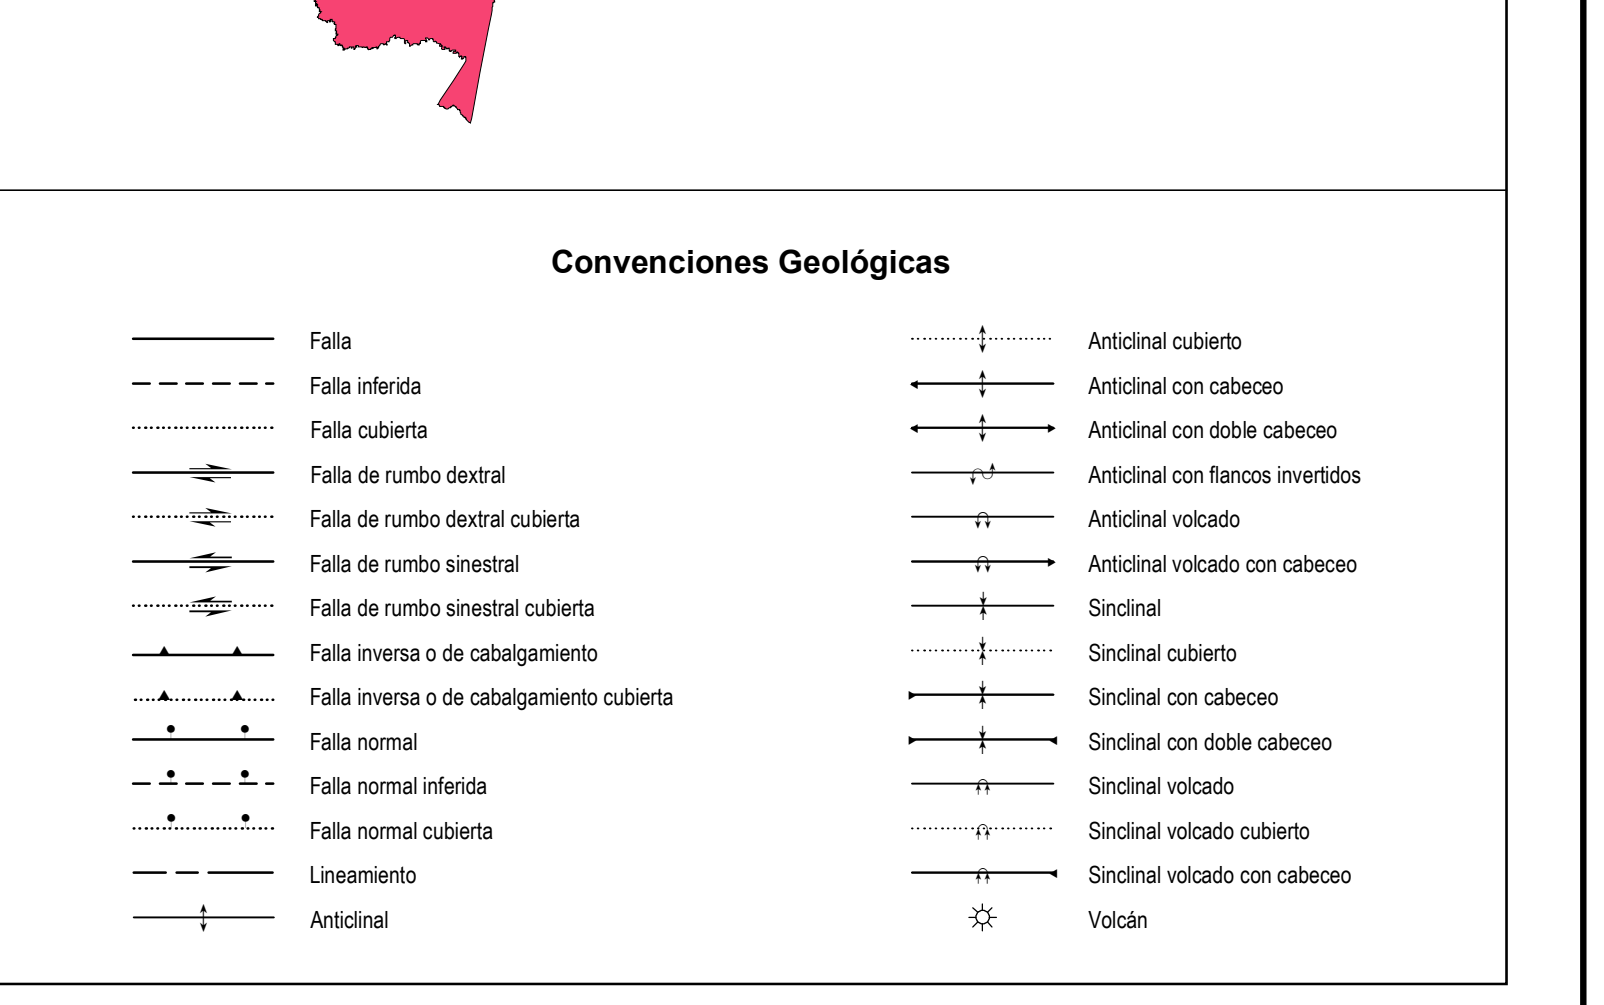 Convenciones Geológicas
Falla
Falla inferida
Falla cubierta
Falla de rumbo dextral
Falla de rumbo dextral cubierta
Falla de rumbo sinestral
Falla de rumbo sinestral cubierta
Falla inversa o de cabalgamiento
Falla inversa o de cabalgamiento cubierta
Falla normal
Falla normal inferida
Falla normal cubierta
Lineamiento
Anticlinal
Anticlinal cubierto
Anticlinal con cabeceo
Anticlinal con doble cabeceo
Anticlinal con flancos invertidos
Anticlinal volcado
Anticlinal volcado con cabeceo
Sinclinal
Sinclinal cubierto
Sinclinal con cabeceo
Sinclinal con doble cabeceo
Sinclinal volcado
Sinclinal volcado cubierto
Sinclinal volcado con cabeceo
Volcán